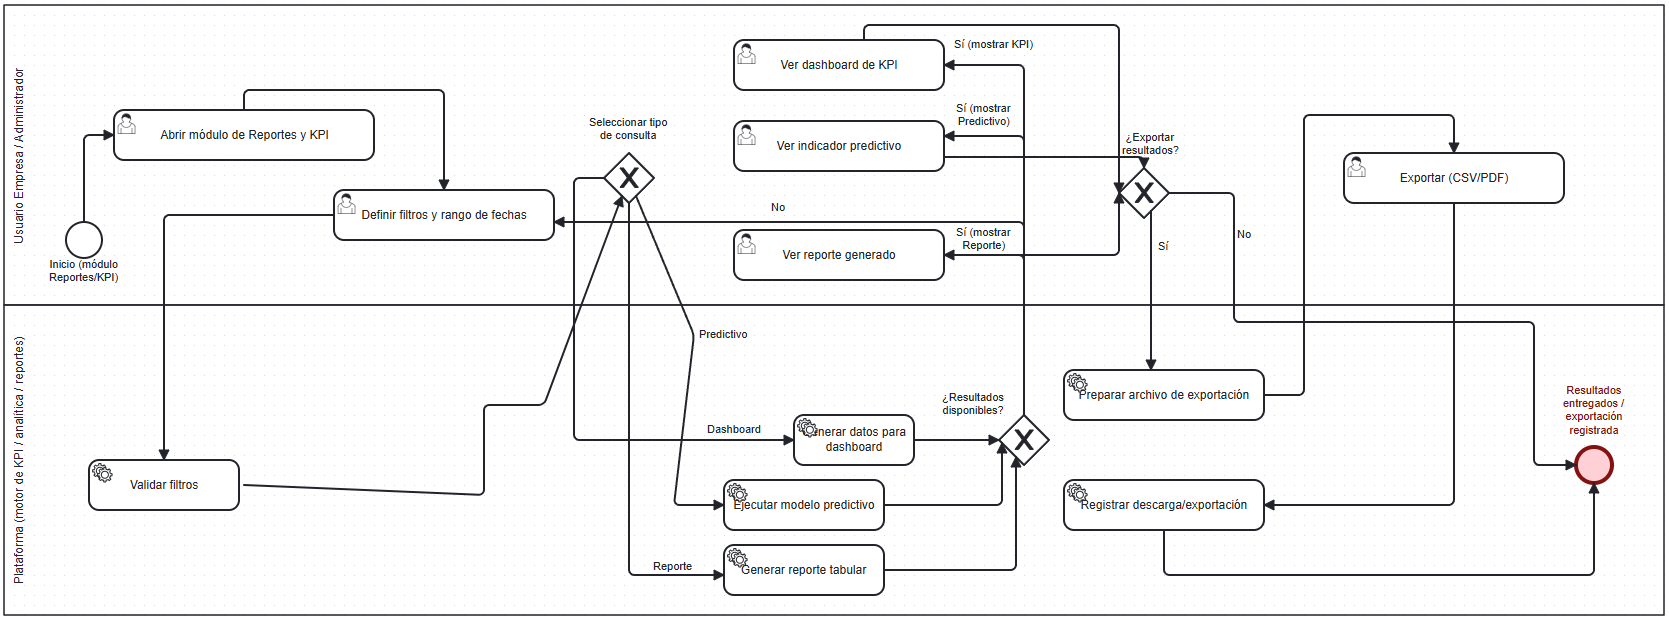 Usuario Empresa / Administrador
Inicio (módulo
Reportes/KPI)
Abrir módulo de Reportes y KPI
Definir filtros y rango de fechas
Seleccionar tipo
de consulta
Ver dashboard de KPI
Sí (mostrar KPI)
Sí (mostrar
Predictivo)
Ver indicador predictivo
No
Sí (mostrar
Reporte)
Ver reporte generado
¿Exportar
resultados?
Sí
No
Exportar (CSV/PDF)
Plataforma (motor de KPI / analítica / reportes)
Validar filtros
Predictivo
Dashboard
Reporte
Generar datos para
dashboard
Ejecutar modelo predictivo
Generar reporte tabular
¿Resultados
disponibles?
Preparar archivo de exportación
Registrar descarga/exportación
Resultados
entregados /
exportación
registrada